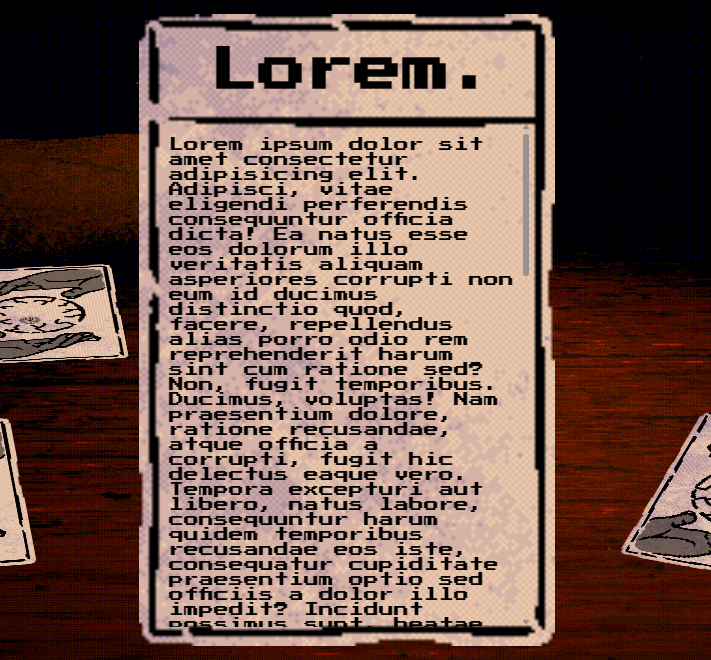 Lorem.
Lorem ipsum dolor sit
amet consectetur
adipisicing elit.
Adipisci, vitae
eligendi perferendis
consequuntur officia
dicta! Ea natus esse
eos dolorum illo
veritatis aliquam
asperiores corrupti non
eum id ducimus
distinctio quod,
facere, repellendus
alias porro odio rem
reprehenderit harum
sint cum ratione sed?
Non, fugit temporibus.
Ducimus, voluptas! Nam
praesentium dolore,
ratione recusandae,
atque officia a
corrupti, fugit hic
delectus eaque vero.
Tempora excepturi aut
libero, natus labore,
consequuntur harum
quidem temporibus
recusandae eos iste,
consequatur cupiditate
praesentium optio sed
officiis a dolor illo
impedit? Incidunt
possimus sunt, beatae